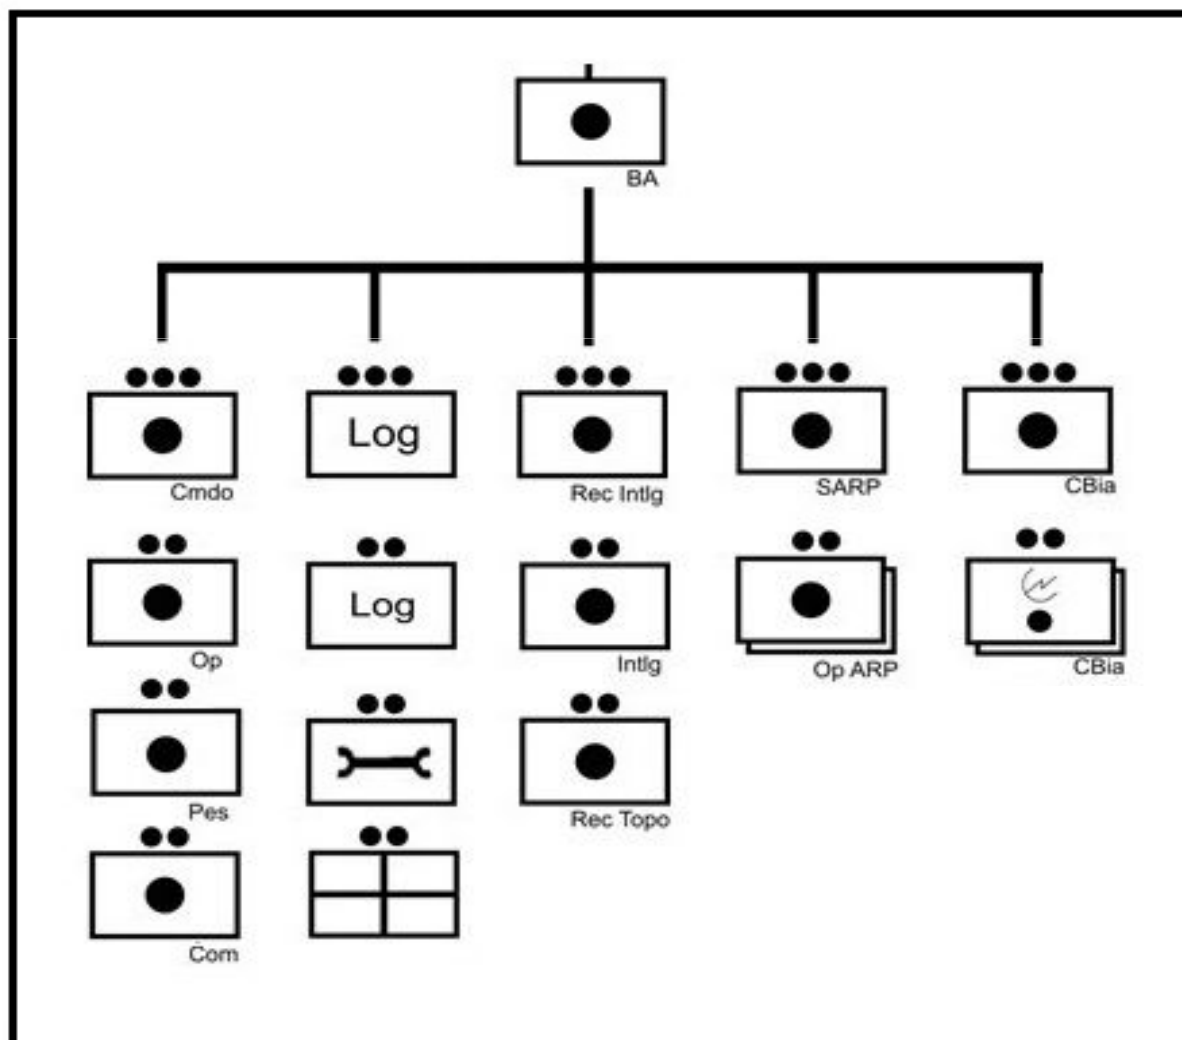 BA
Cmdo
Log
Rec Intlg
SARP
CBia
Op
Log
Intlg
Op ARP
CBia
Pes
Rec Topo
Com